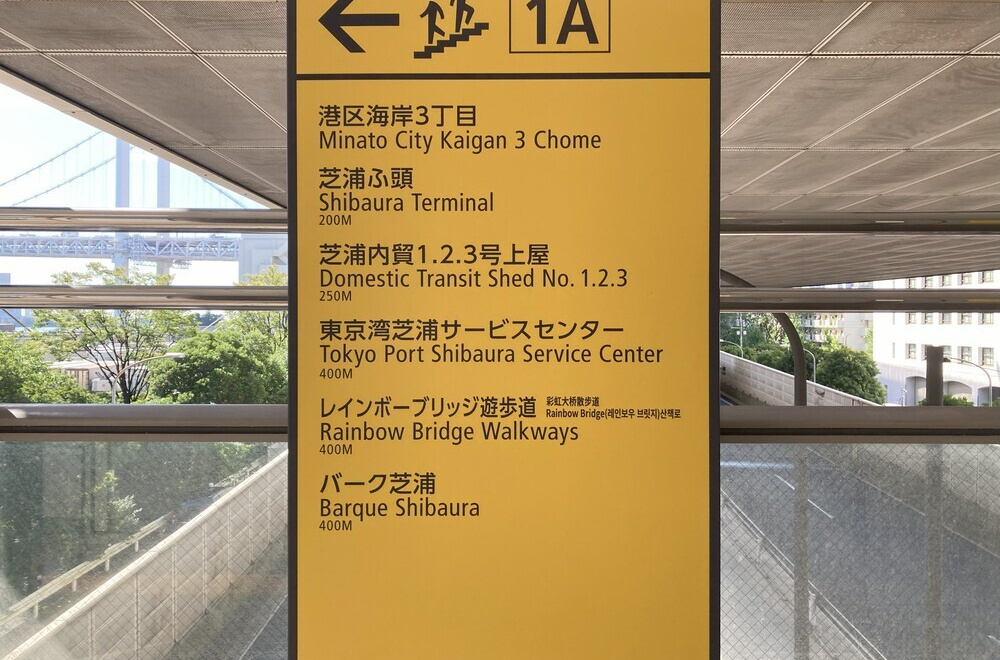 1A
港区海岸3丁目
Minato City Kaigan 3 Chome
芝浦ふ頭
Shibaura Terminal
200M
芝浦内貿1.2.3号上屋
Domestic Transit Shed No. 1.2.3
250M
東京湾芝浦サービスセンター
Tokyo Port Shibaura Service Center
400M
レインボーブリッジ遊歩道
彩虹大桥散步道
Rainbow Bridge(레인보우 브릿지)산책로
Rainbow Bridge Walkways
400M
バーク芝浦
Barque Shibaura
400M